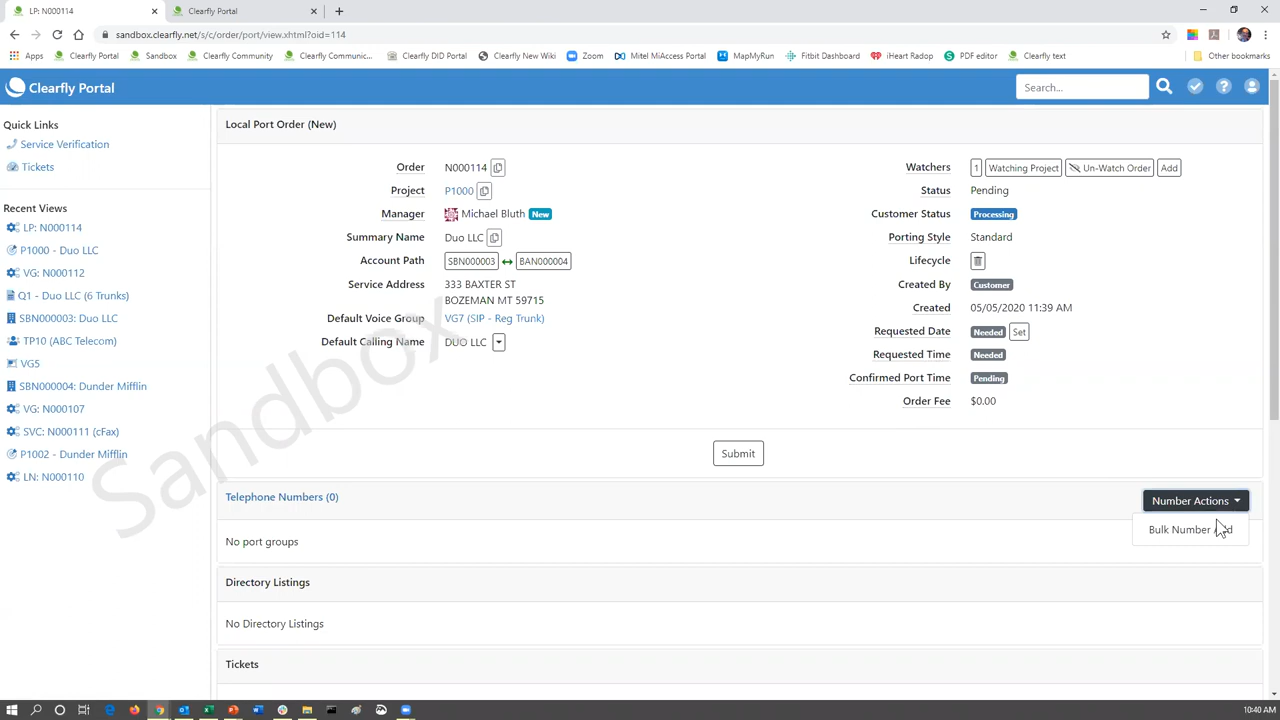 LP: N000114
Clearfly Portal
sandbox.clearfly.net/s/c/order/port/view.xhtml?oid=114
Apps
Clearfly Portal
Sandbox
Clearfly Community
Clearfly Communic...
Clearfly DID Portal
Clearfly New Wiki
Zoom
Mitel MiAccess Portal
MapMyRun
Fitbit Dashboard
iHeart Radop
PDF editor
Clearfly text
Other bookmarks
Clearfly Portal
Search...
Quick Links
Service Verification
Tickets
Recent Views
LP: N000114
P1000 - Duo LLC
VG: N000112
Q1 - Duo LLC (6 Trunks)
SBN000003: Duo LLC
TP10 (ABC Telecom)
VG5
SBN000004: Dunder Mifflin
VG: N000107
SVC: N000111 (cFax)
P1002 - Dunder Mifflin
LN: N000110
Local Port Order (New)
Order N000114
Project P1000
Manager Michael Bluth New
Summary Name Duo LLC
Account Path SBN000003 BAN000004
Service Address 333 BAXTER ST
BOZEMAN MT 59715
Default Voice Group VG7 (SIP - Reg Trunk)
Default Calling Name DUO LLC
Watchers 1 Watching Project Un-Watch Order Add
Status Pending
Customer Status Processing
Porting Style Standard
Lifecycle
Created By Customer
Created 05/05/2020 11:39 AM
Requested Date Needed Set
Requested Time Needed
Confirmed Port Time Pending
Order Fee $0.00
Submit
Telephone Numbers (0)
Number Actions
Bulk Number Add
No port groups
Directory Listings
No Directory Listings
Tickets
Sandbox
10:40 AM